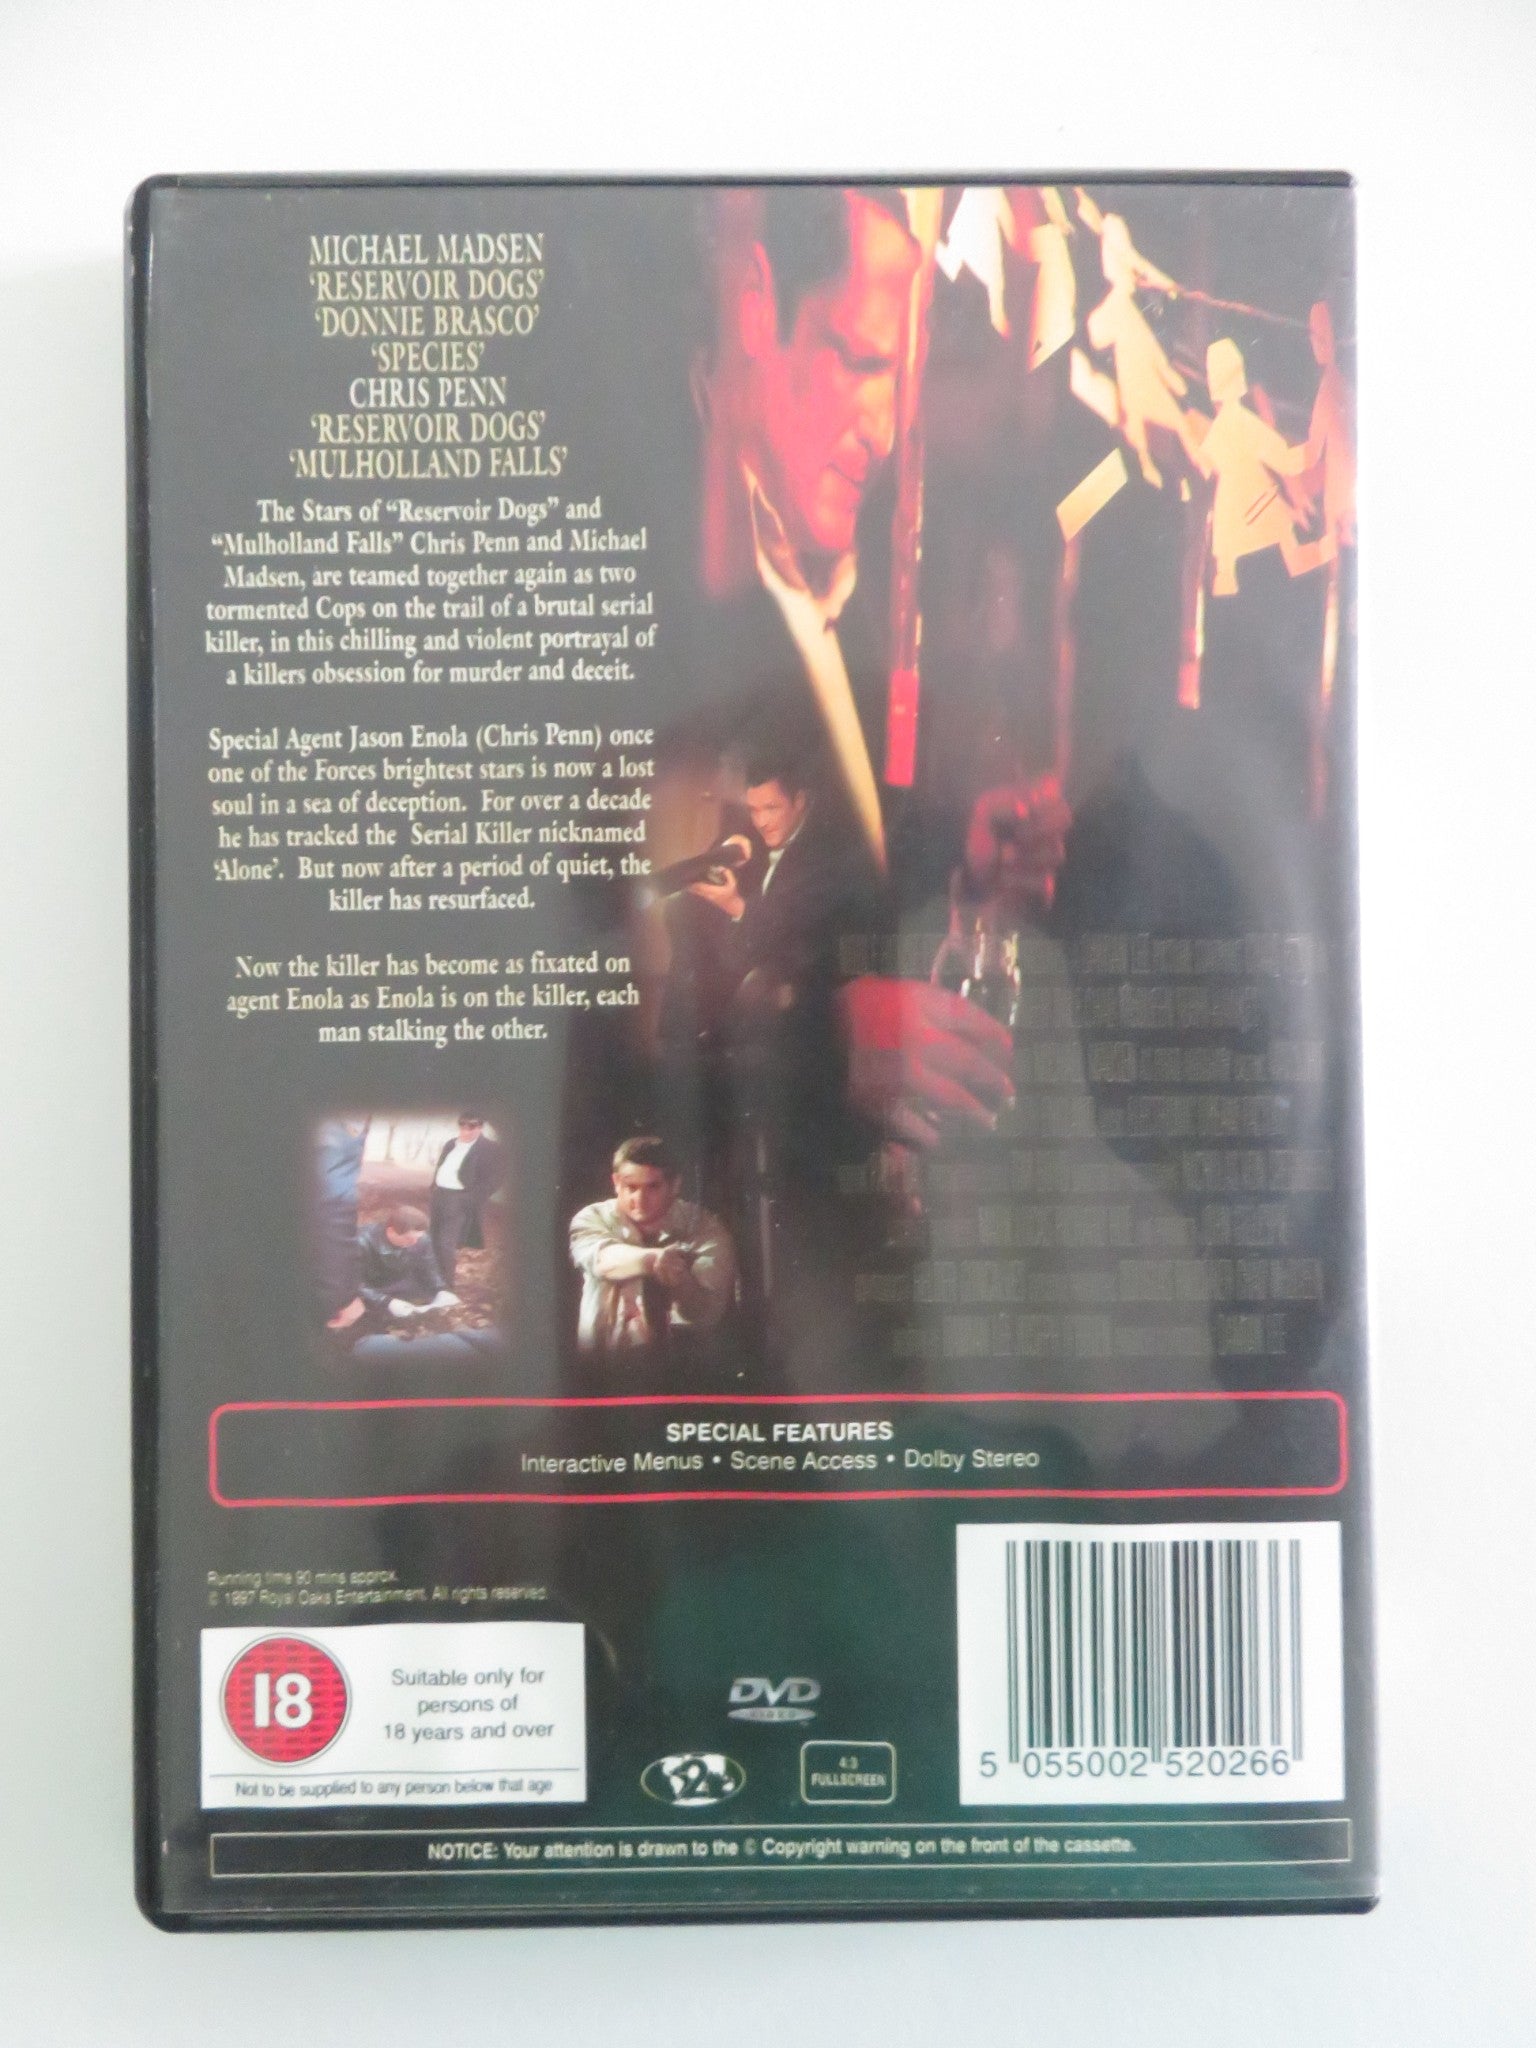 MICHAEL MADSEN
‘RESERVOIR DOGS’
‘DONNIE BRASCO’
‘SPECIES’
CHRIS PENN
‘RESERVOIR DOGS’
‘MULHOLLAND FALLS’
The Stars of “Reservoir Dogs” and
“Mulholland Falls” Chris Penn and Michael
Madsen, are teamed together again as two
tormented Cops on the trail of a brutal serial
killer, in this chilling and violent portrayal of
a killers obsession for murder and deceit.
Special Agent Jason Enola (Chris Penn) once
one of the Forces brightest stars is now a lost
soul in a sea of deception. For over a decade
he has tracked the Serial Killer nicknamed
‘Alone’. But now after a period of quiet, the
killer has resurfaced.
Now the killer has become as fixated on
agent Enola as Enola is on the killer, each
man stalking the other.
SPECIAL FEATURES
Interactive Menus • Scene Access • Dolby Stereo
Running time 90 mins approx.
© 1997 Royal Oaks Entertainment. All rights reserved.
18
Suitable only for
persons of
18 years and over
Not to be supplied to any person below that age
DVD
VIDEO
2
4:3
FULLSCREEN
5 055002 520266
NOTICE: Your attention is drawn to the © Copyright warning on the front of the cassette.